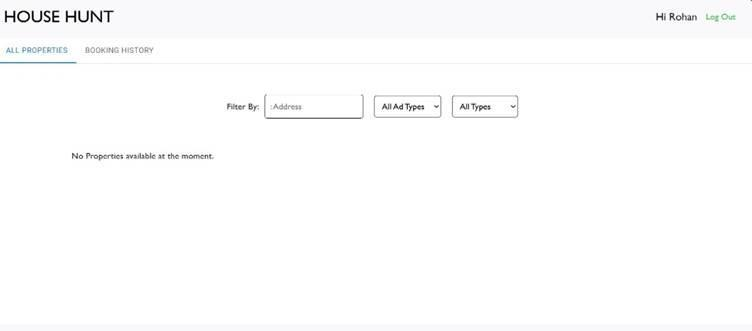 HOUSE HUNT
Hi Rohan Log Out
ALL PROPERTIES BOOKING HISTORY
Filter By: : Address All Ad Types All Types
No Properties available at the moment.